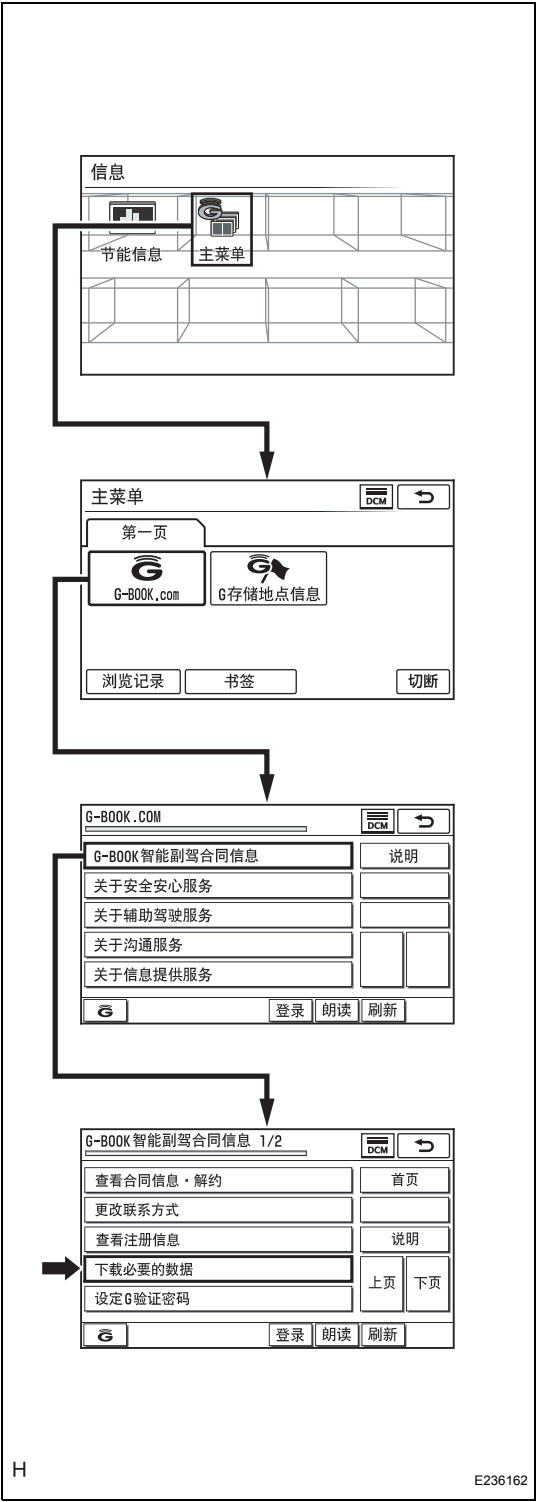 信息
节能信息 主菜单
主菜单 DCM
第一页
G-BOOK.com G存储地点信息
浏览记录 书签 切断
G-BOOK.COM DCM
G-BOOK智能副驾合同信息 说明
关于安全安心服务
关于辅助驾驶服务
关于沟通服务
关于信息提供服务
G 登录 朗读 刷新
G-BOOK智能副驾合同信息 1/2 DCM
查看合同信息·解约 首页
更改联系方式
查看注册信息 说明
下载必要的数据 上页 下页
设定G验证密码
G 登录 朗读 刷新
H
E236162